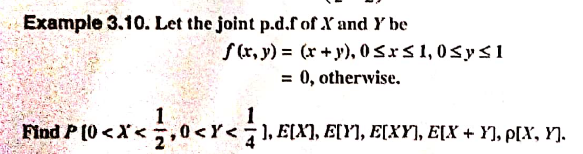 Example 3.10. Let the joint p.d.f of X and Y be
f (x, y) = (x + y), 0 ≤ x ≤ 1, 0 ≤ y ≤ 1
= 0, otherwise.
Find P [0 < X < 1/2, 0 < Y < 1/4 ], E[X], E[Y], E[XY], E[X + Y], ρ[X, Y].